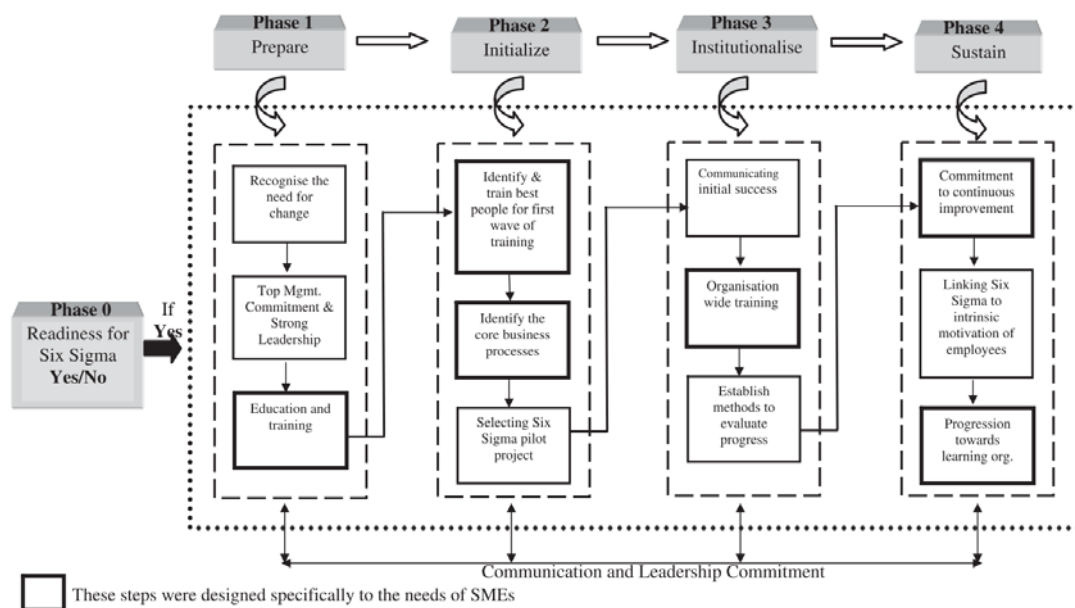 Phase 1
Prepare
Phase 2
Initialize
Phase 3
Institutionalise
Phase 4
Sustain
Phase 0
Readiness for
Six Sigma
Yes/No
If
Yes
Recognise the
need for
change
Top Mgmt.
Commitment &
Strong
Leadership
Education and
training
Identify &
train best
people for first
wave of
training
Identify the
core business
processes
Selecting Six
Sigma pilot
project
Communicating
initial success
Organisation
wide training
Establish
methods to
evaluate
progress
Commitment
to continuous
improvement
Linking Six
Sigma to
intrinsic
motivation of
employees
Progression
towards
learning org.
Communication and Leadership Commitment
These steps were designed specifically to the needs of SMEs